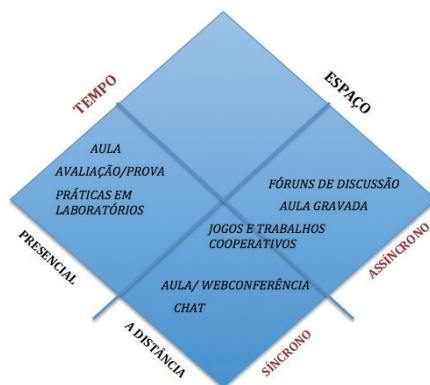 TEMPO
ESPAÇO
AULA
AVALIAÇÃO/PROVA
PRÁTICAS EM
LABORATÓRIOS
FÓRUNS DE DISCUSSÃO
AULA GRAVADA
JOGOS E TRABALHOS
COOPERATIVOS
AULA/ WEBCONFERÊNCIA
CHAT
PRESENCIAL
A DISTÂNCIA
SÍNCRONO
ASSÍNCRONO